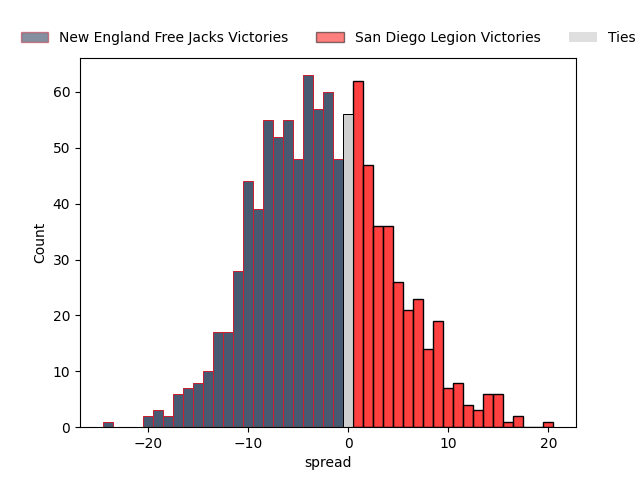 New England Free Jacks Victories San Diego Legion Victories Ties
60
50
40
30
20
10
0
Count
−20 −10 0 10 20
spread